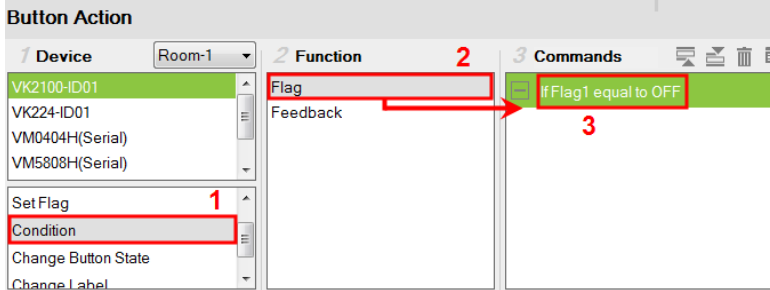 Button Action
1 Device Room-1 2 Function 2 3 Commands
VK2100-ID01
VK224-ID01
VM0404H(Serial)
VM5808H(Serial)
Flag
Feedback
If Flag1 equal to OFF
3
Set Flag 1
Condition
Change Button State
Change Label